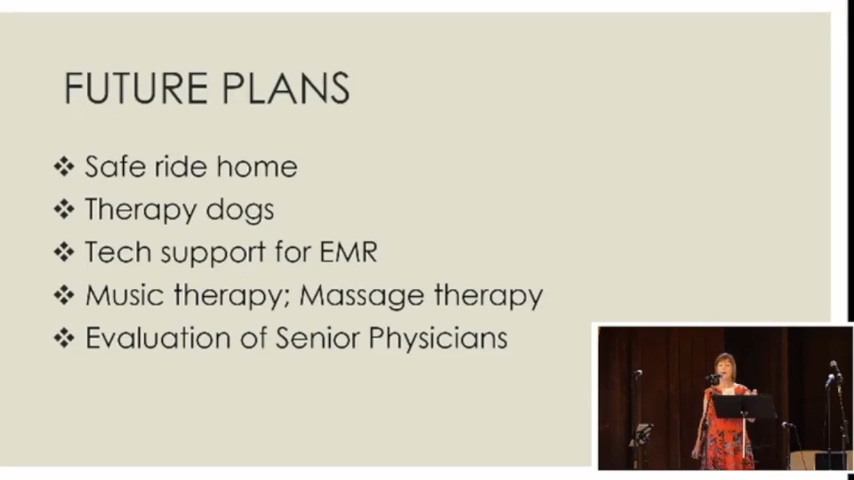 FUTURE PLANS
❖ Safe ride home
❖ Therapy dogs
❖ Tech support for EMR
❖ Music therapy; Massage therapy
❖ Evaluation of Senior Physicians